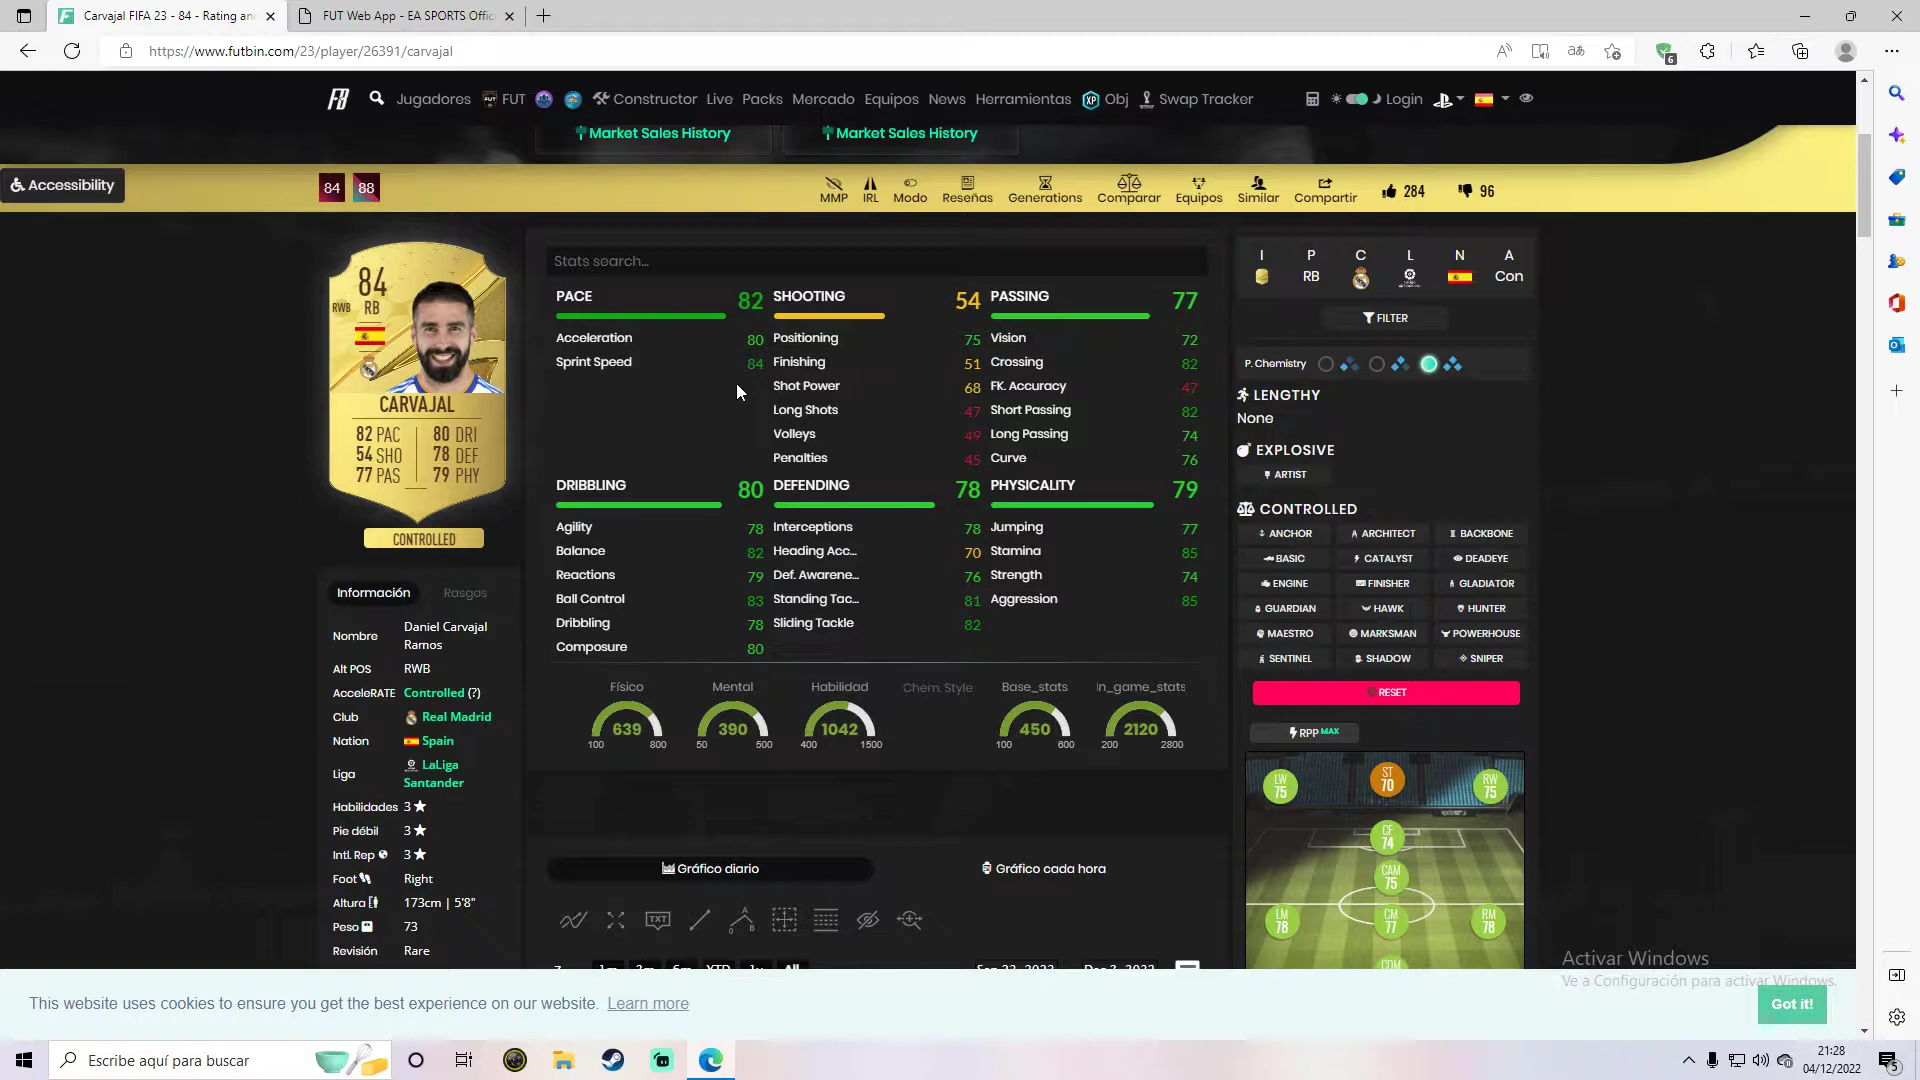 Carvajal FIFA 23 - 84 - Rating an
FUT Web App - EA SPORTS Offic
https://www.futbin.com/23/player/26391/carvajal
Jugadores FUT Constructor Live Packs Mercado Equipos News Herramientas Obj Swap Tracker Login
Market Sales History Market Sales History
Accessibility
84 88
MMP IRL Modo Reseñas Generations Comparar Equipos Similar Compartir 284 96
84
RWB RB
CARVAJAL
82 PAC 80 DRI
54 SHO 78 DEF
77 PAS 79 PHY
CONTROLLED
Stats search...
PACE 82 SHOOTING 54 PASSING 77
Acceleration 80 Positioning 75 Vision 72
Sprint Speed 84 Finishing 51 Crossing 82
Shot Power 68 FK. Accuracy 47
Long Shots 47 Short Passing 82
Volleys 49 Long Passing 74
Penalties 45 Curve 76
DRIBBLING 80 DEFENDING 78 PHYSICALITY 79
Agility 78 Interceptions 78 Jumping 77
Balance 82 Heading Acc... 70 Stamina 85
Reactions 79 Def. Awarene... 76 Strength 74
Ball Control 83 Standing Tac... 81 Aggression 85
Dribbling 78 Sliding Tackle 82
Composure 80
Físico Mental Habilidad Chem. Style Base_stats In_game_stats
639 390 1042 450 2120
100 800 50 500 400 1500 100 600 200 2800
Información Rasgos
Nombre Daniel Carvajal Ramos
Alt POS RWB
AcceleRATE Controlled (?)
Club Real Madrid
Nation Spain
Liga LaLiga Santander
Habilidades 3
Pie débil 3
Intl. Rep 3
Foot Right
Altura 173cm | 5'8"
Peso 73
Revisión Rare
Gráfico diario Gráfico cada hora
TXT
I P C L N A
RB Con
FILTER
P. Chemistry
LENGTHY
None
EXPLOSIVE
ARTIST
CONTROLLED
ANCHOR ARCHITECT BACKBONE
BASIC CATALYST DEADEYE
ENGINE FINISHER GLADIATOR
GUARDIAN HAWK HUNTER
MAESTRO MARKSMAN POWERHOUSE
SENTINEL SHADOW SNIPER
RESET
RPP MAX
LW 75 ST 70 RW 75
CF 74
CAM 75
LM 78 CM 77 RM 78
Activar Windows
Ve a Configuración para activar Windows.
This website uses cookies to ensure you get the best experience on our website. Learn more
Got it!
Escribe aquí para buscar
21:28
04/12/2022